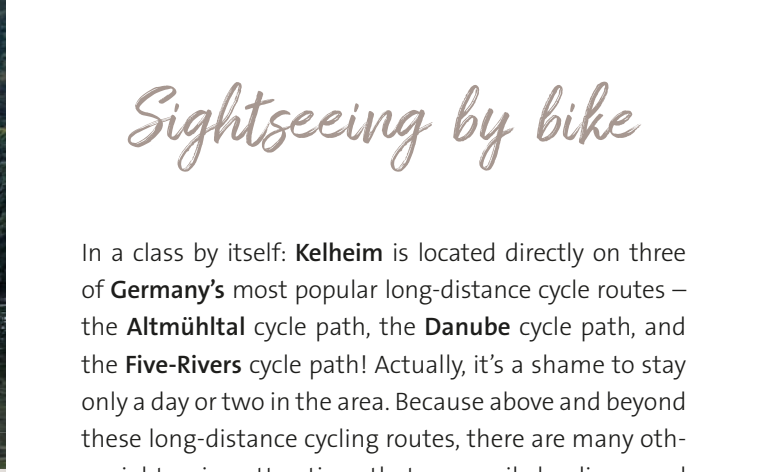 Sightseeing by bike
In a class by itself: Kelheim is located directly on three
of Germany’s most popular long-distance cycle routes –
the Altmühltal cycle path, the Danube cycle path, and
the Five-Rivers cycle path! Actually, it’s a shame to stay
only a day or two in the area. Because above and beyond
these long-distance cycling routes, there are many oth-